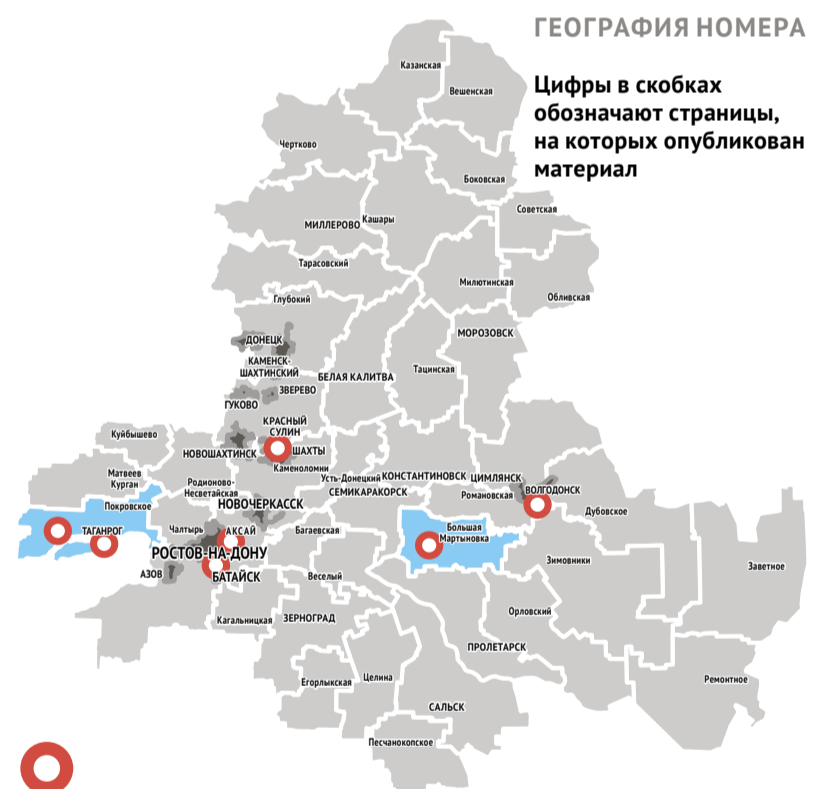 ГЕОГРАФИЯ НОМЕРА
Цифры в скобках
обозначают страницы,
на которых опубликован
материал
Казанская
Вешенская
Чертково
Боковская
Советская
МИЛЛЕРОВО
Кашары
Тарасовский
Милютинская
Обливская
Глубокий
МОРОЗОВСК
ДОНЕЦК
КАМЕНСК-
ШАХТИНСКИЙ
БЕЛАЯ КАЛИТВА
Тацинская
ЗВЕРЕВО
ГУКОВО
КРАСНЫЙ
СУЛИН
Куйбышево
НОВОШАХТИНСК
ШАХТЫ
Каменоломни
Матвеев
Курган
Родионово-
Несветайская
Усть-Донецкий
КОНСТАНТИНОВСК
ЦИМЛЯНСК
СЕМИКАРАКОРСК
Романовская
ВОЛГОДОНСК
Покровское
НОВОЧЕРКАССК
Дубовское
ТАГАНРОГ
Чалтырь
АКСАЙ
Багаевская
Большая
Мартыновка
РОСТОВ-НА-ДОНУ
Зимовники
Заветное
АЗОВ
БАТАЙСК
Веселый
Кагальницкая
ЗЕРНОГРАД
Орловский
ПРОЛЕТАРСК
Егорлыкская
Целина
Ремонтное
САЛЬСК
Песчанокопское